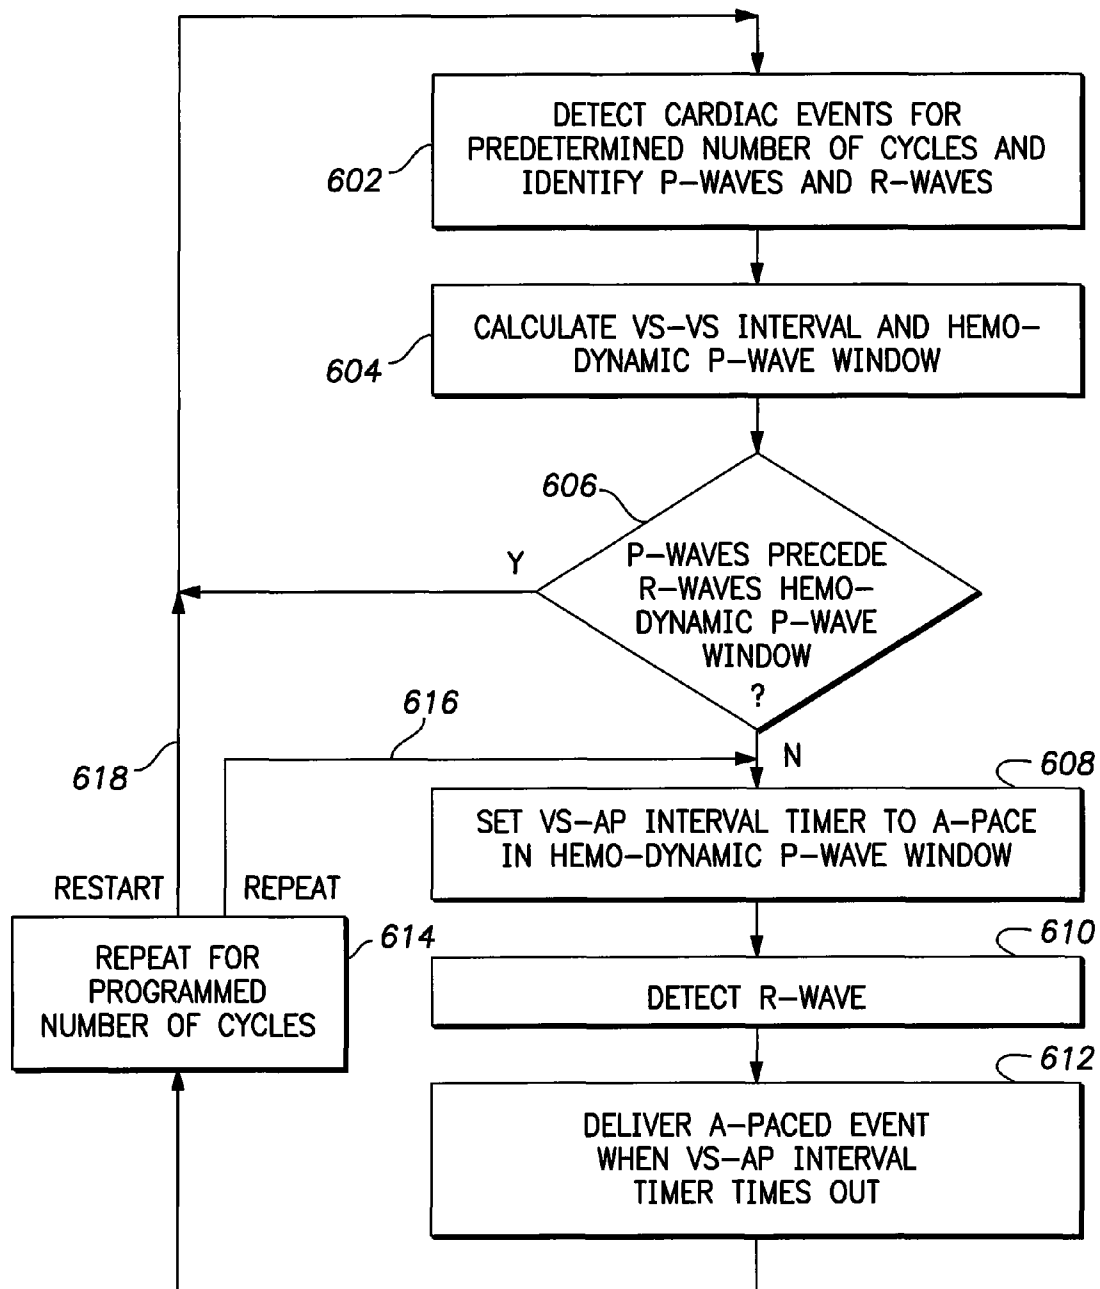 DETECT CARDIAC EVENTS FOR
PREDETERMINED NUMBER OF CYCLES AND
IDENTIFY P-WAVES AND R-WAVES
602
CALCULATE VS-VS INTERVAL AND HEMO-
DYNAMIC P-WAVE WINDOW
604
606
P-WAVES PRECEDE
R-WAVES HEMO-
DYNAMIC P-WAVE
WINDOW
?
Y
N
616
618
608
SET VS-AP INTERVAL TIMER TO A-PACE
IN HEMO-DYNAMIC P-WAVE WINDOW
RESTART
REPEAT
614
REPEAT FOR
PROGRAMMED
NUMBER OF CYCLES
610
DETECT R-WAVE
612
DELIVER A-PACED EVENT
WHEN VS-AP INTERVAL
TIMER TIMES OUT